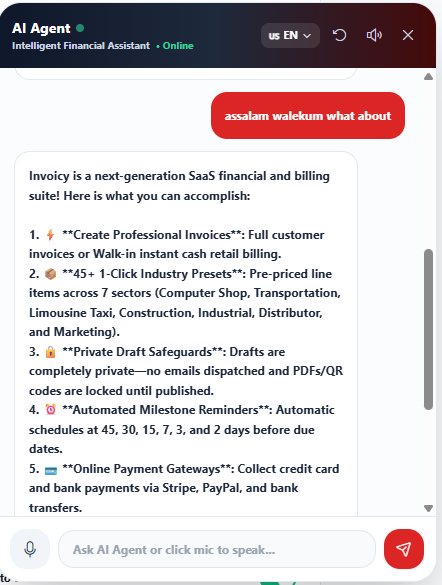 AI Agent
Intelligent Financial Assistant • Online
us EN
assalam walekum what about
Invoicy is a next-generation SaaS financial and billing
suite! Here is what you can accomplish:
1. ⚡ **Create Professional Invoices**: Full customer
invoices or Walk-in instant cash retail billing.
2. 📦 **45+ 1-Click Industry Presets**: Pre-priced line
items across 7 sectors (Computer Shop, Transportation,
Limousine Taxi, Construction, Industrial, Distributor,
and Marketing).
3. 🔒 **Private Draft Safeguards**: Drafts are
completely private—no emails dispatched and PDFs/QR
codes are locked until published.
4. ⏰ **Automated Milestone Reminders**: Automatic
schedules at 45, 30, 15, 7, 3, and 2 days before due
dates.
5. 💳 **Online Payment Gateways**: Collect credit card
and bank payments via Stripe, PayPal, and bank
transfers.
Ask AI Agent or click mic to speak...